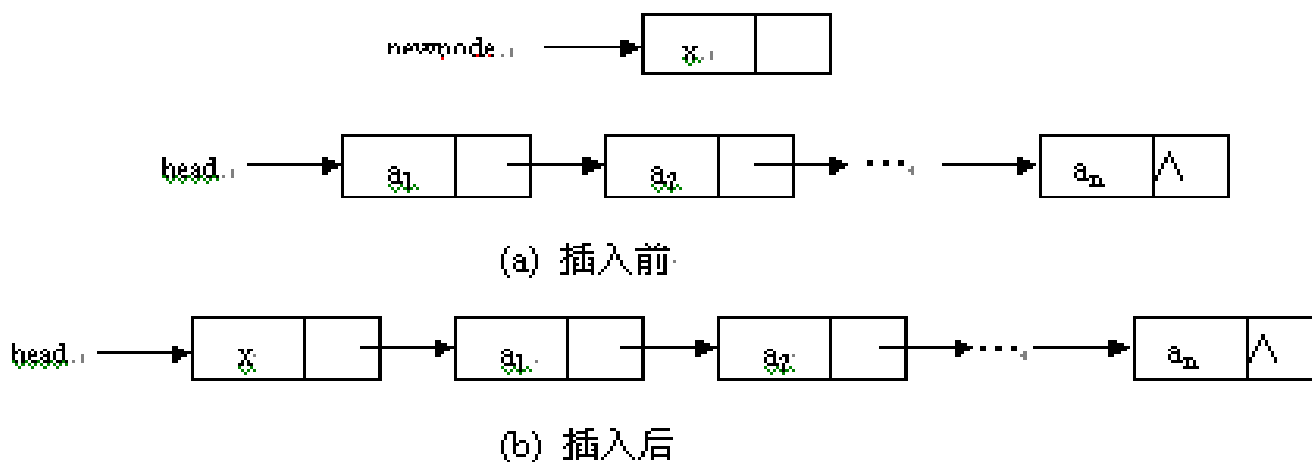 newnode x
head a₁ a₂ … aₙ ∧
(a) 插入前
head x a₁ a₂ … aₙ ∧
(b) 插入后